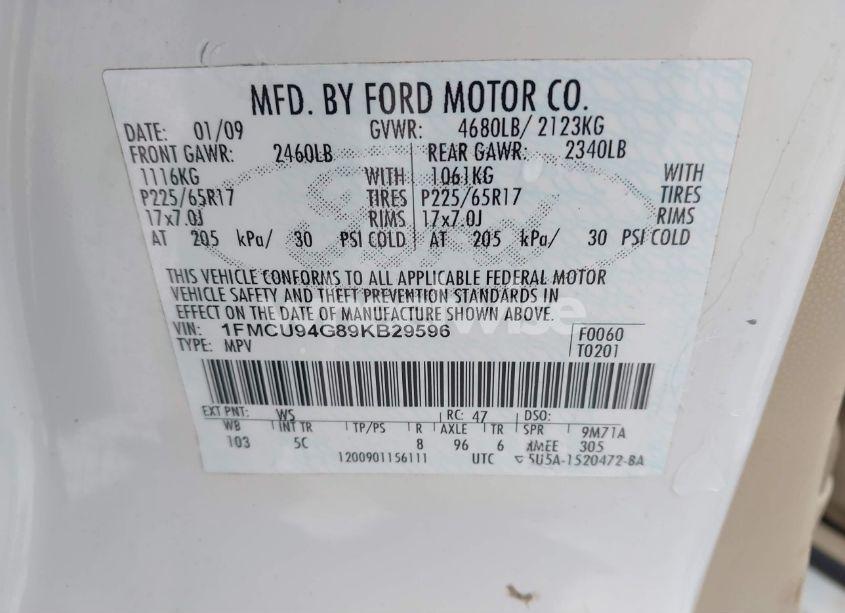 MFD. BY FORD MOTOR CO.
DATE: 01/09 GVWR: 4680LB/ 2123KG
FRONT GAWR: 2460LB REAR GAWR: 2340LB
1116KG WITH 1061KG WITH
P225/65R17 TIRES P225/65R17 TIRES
17x7.0J RIMS 17x7.0J RIMS
AT 205 kPa/ 30 PSI COLD AT 205 kPa/ 30 PSI COLD
THIS VEHICLE CONFORMS TO ALL APPLICABLE FEDERAL MOTOR
VEHICLE SAFETY AND THEFT PREVENTION STANDARDS IN
EFFECT ON THE DATE OF MANUFACTURE SHOWN ABOVE.
VIN: 1FMCU94G89KB29596 F0060
TYPE: MPV T0201
EXT PNT: WS RC: 47 DSO:
WB INT TR TP/PS R AXLE TR SPR 9M71A
103 5C 8 96 6 305
1200901156111 UTC 5U5A-1520472-BA